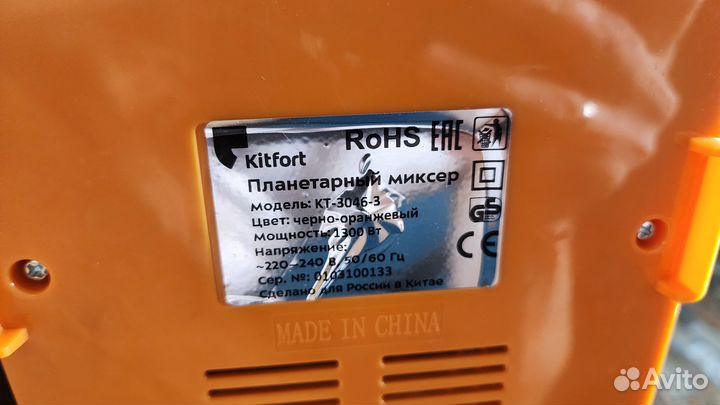 RoHS EAC
Kitfort
Планетарный миксер
Модель: КТ-3046-3
Цвет: черно-оранжевый
Мощность: 1300 Вт
Напряжение:
~220-240 В, 50/60 Гц
Сер. №: 0103100133
Сделано для России в Китае
GS
CE
MADE IN CHINA
Avito